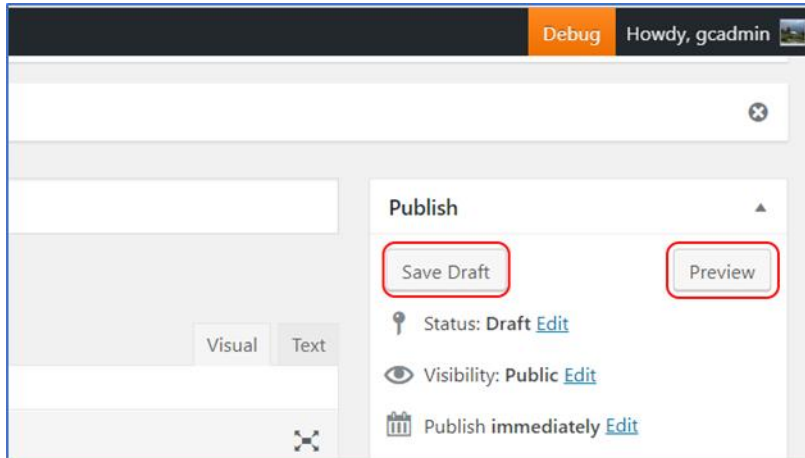 Debug Howdy, gcadmin
Publish
Save Draft Preview
Status: Draft Edit
Visual Text
Visibility: Public Edit
Publish immediately Edit